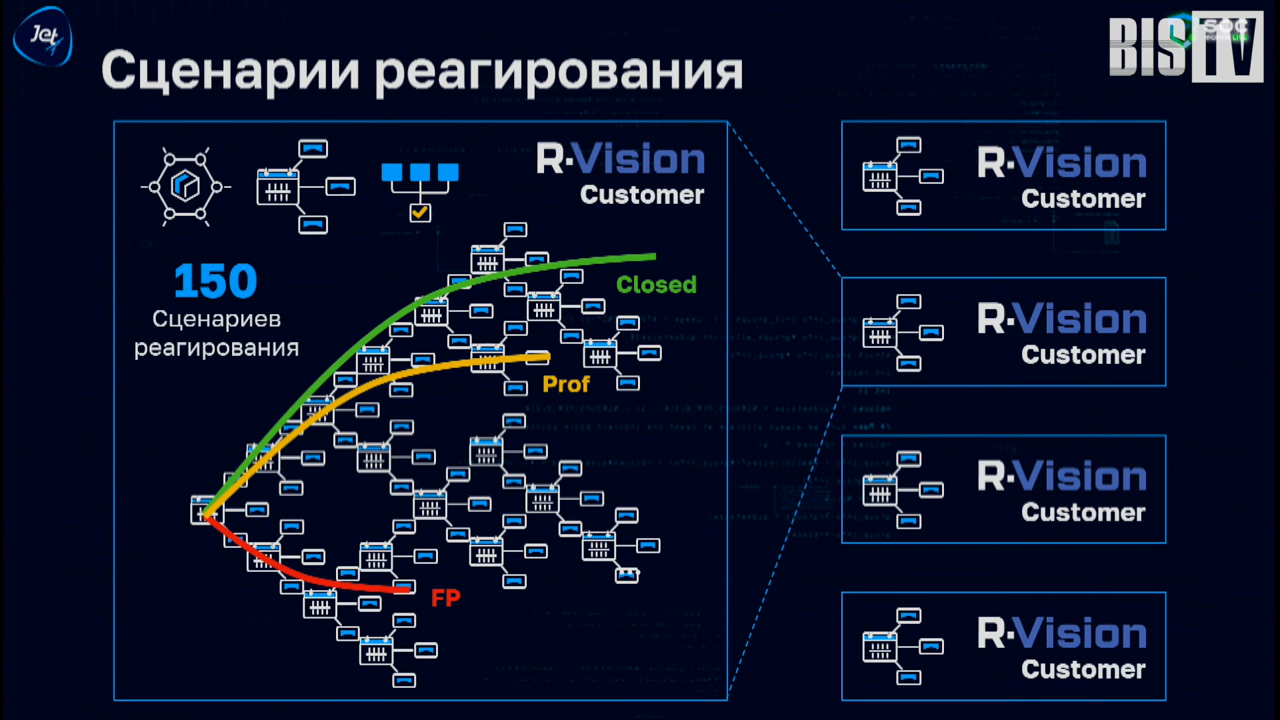 Jet
BIS TV
SOC
Сценарии реагирования
R·Vision
Customer
150
Сценариев
реагирования
Closed
Prof
FP
R·Vision
Customer
R·Vision
Customer
R·Vision
Customer
R·Vision
Customer